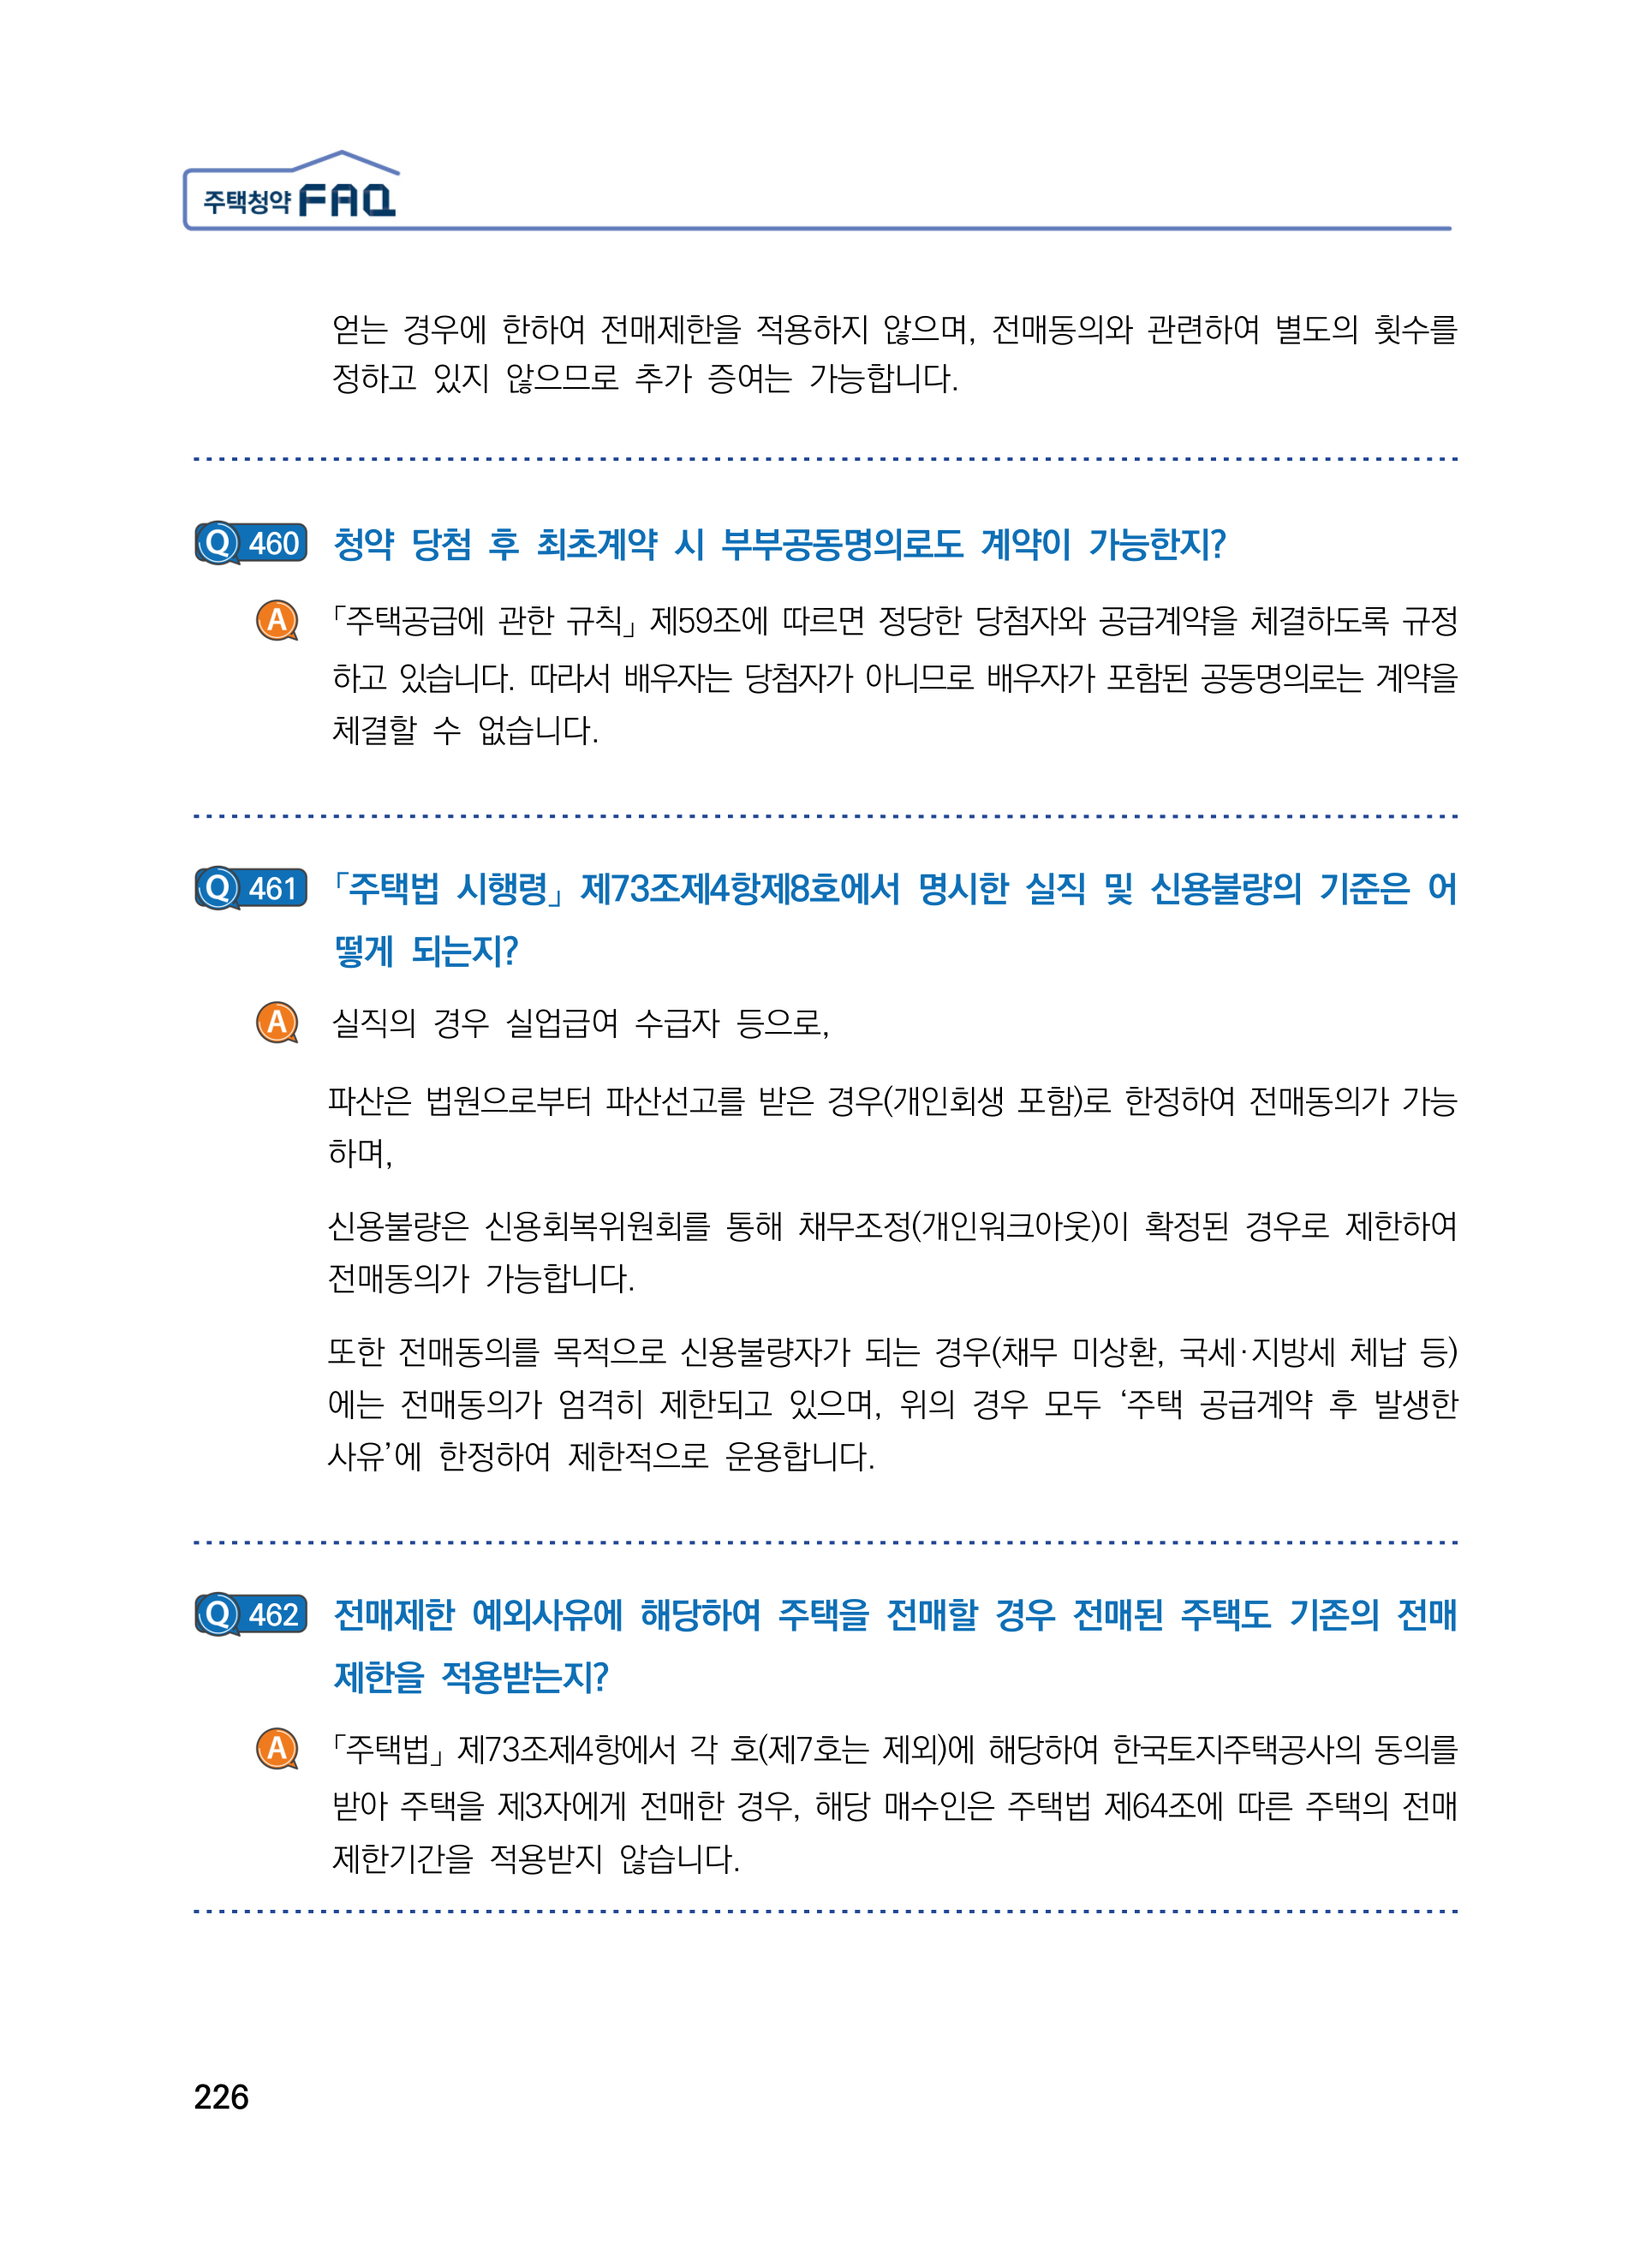 주택청약 FAQ
얻는 경우에 한하여 전매제한을 적용하지 않으며, 전매동의와 관련하여 별도의 횟수를
정하고 있지 않으므로 추가 증여는 가능합니다.
Q 460 청약 당첨 후 최초계약 시 부부공동명의로도 계약이 가능한지?
A 「주택공급에 관한 규칙」 제59조에 따르면 정당한 당첨자와 공급계약을 체결하도록 규정
하고 있습니다. 따라서 배우자는 당첨자가 아니므로 배우자가 포함된 공동명의로는 계약을
체결할 수 없습니다.
Q 461 「주택법 시행령」 제73조제4항제8호에서 명시한 실직 및 신용불량의 기준은 어
떻게 되는지?
A 실직의 경우 실업급여 수급자 등으로,
파산은 법원으로부터 파산선고를 받은 경우(개인회생 포함)로 한정하여 전매동의가 가능
하며,
신용불량은 신용회복위원회를 통해 채무조정(개인워크아웃)이 확정된 경우로 제한하여
전매동의가 가능합니다.
또한 전매동의를 목적으로 신용불량자가 되는 경우(채무 미상환, 국세·지방세 체납 등)
에는 전매동의가 엄격히 제한되고 있으며, 위의 경우 모두 ‘주택 공급계약 후 발생한
사유’에 한정하여 제한적으로 운용합니다.
Q 462 전매제한 예외사유에 해당하여 주택을 전매할 경우 전매된 주택도 기존의 전매
제한을 적용받는지?
A 「주택법」 제73조제4항에서 각 호(제7호는 제외)에 해당하여 한국토지주택공사의 동의를
받아 주택을 제3자에게 전매한 경우, 해당 매수인은 주택법 제64조에 따른 주택의 전매
제한기간을 적용받지 않습니다.
226